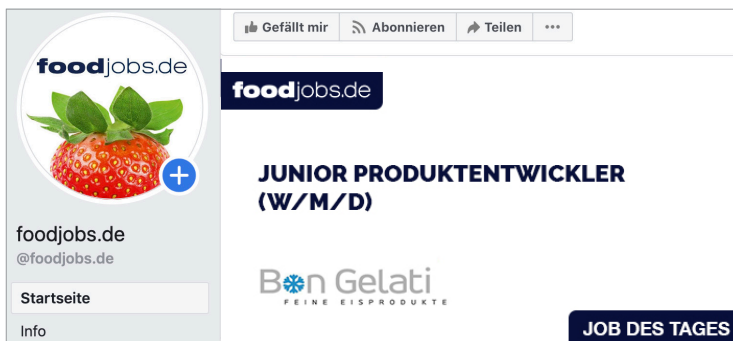 foodjobs.de
foodjobs.de
@foodjobs.de
Startseite
Info
Gefällt mir
Abonnieren
Teilen
foodjobs.de
JUNIOR PRODUKTENTWICKLER
(W/M/D)
Bon Gelati
FEINE EISPRODUKTE
JOB DES TAGES